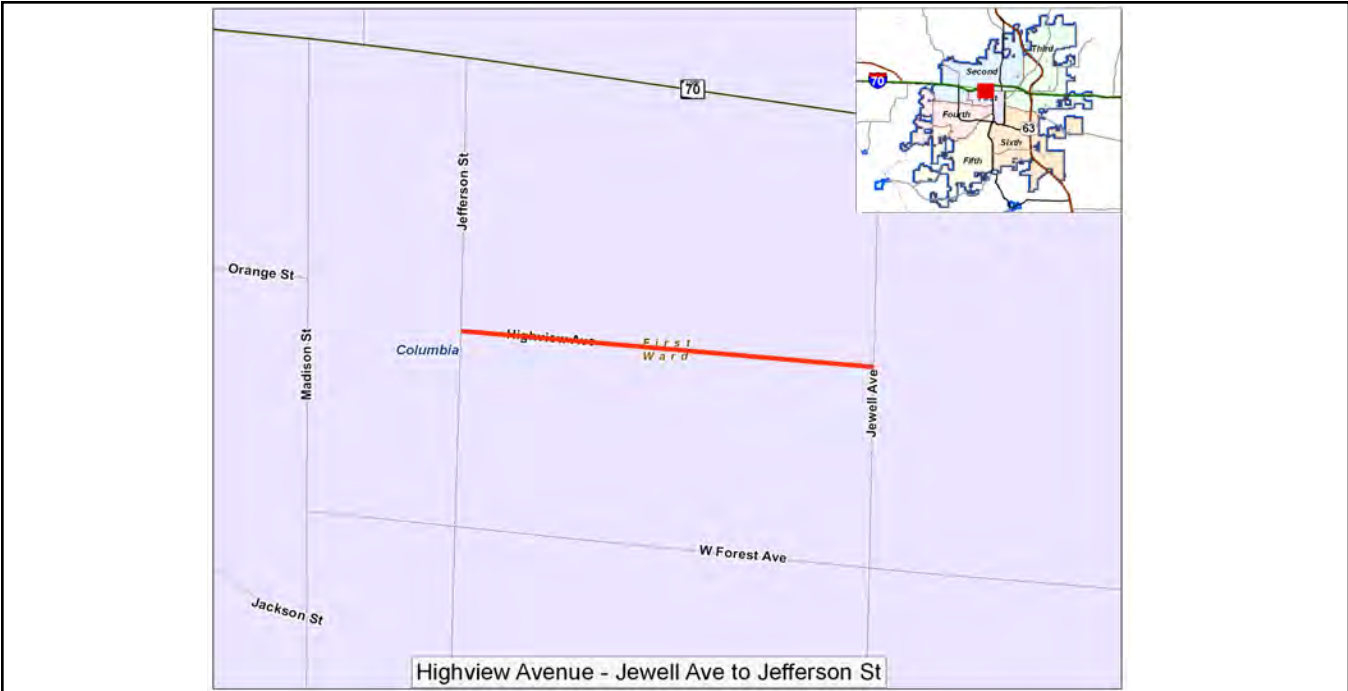 70
Third
Second
70
Fourth
63
Sixth
Fifth
Jefferson St
Orange St
Madison St
Highview Ave
First
Ward
Columbia
Jewell Ave
W Forest Ave
Jackson St
Highview Avenue - Jewell Ave to Jefferson St